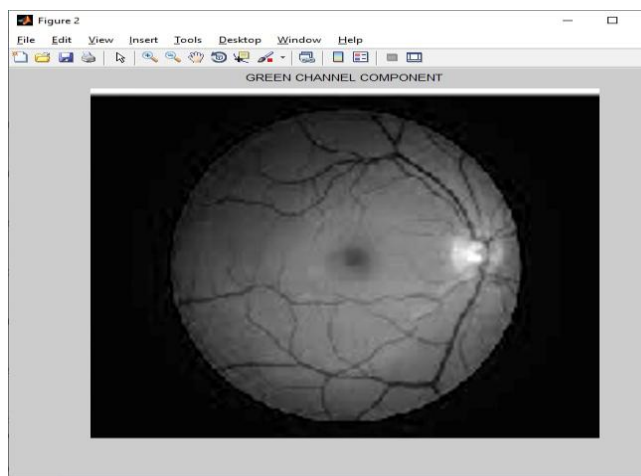 Figure 2
File Edit View Insert Tools Desktop Window Help
GREEN CHANNEL COMPONENT